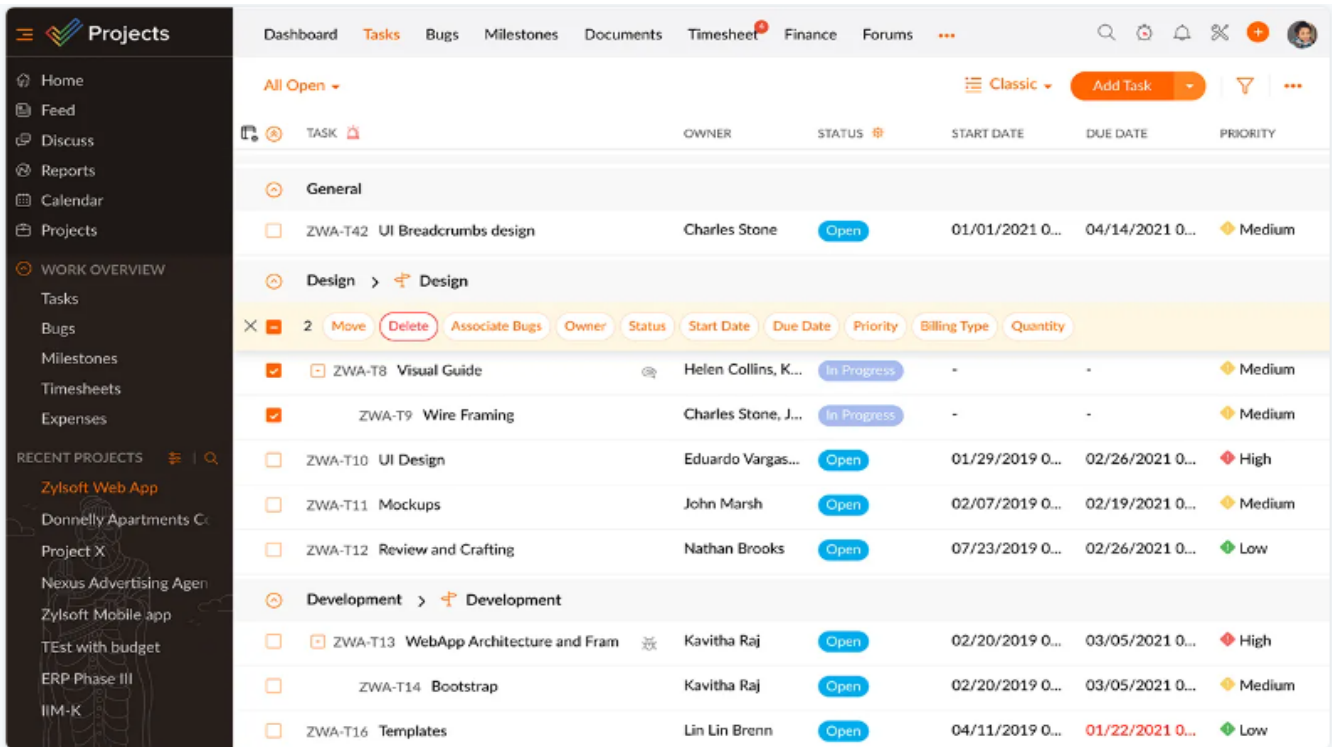 Projects
Dashboard Tasks Bugs Milestones Documents Timesheet 4 Finance Forums
Home
Feed
Discuss
Reports
Calendar
Projects
WORK OVERVIEW
Tasks
Bugs
Milestones
Timesheets
Expenses
RECENT PROJECTS
Zylsoft Web App
Donnelly Apartments Co
Project X
Nexus Advertising Agen
Zylsoft Mobile app
TEst with budget
ERP Phase III
IIM-K
All Open Classic Add Task
TASK OWNER STATUS START DATE DUE DATE PRIORITY
General
ZWA-T42 UI Breadcrumbs design Charles Stone Open 01/01/2021 0... 04/14/2021 0... Medium
Design > Design
2 Move Delete Associate Bugs Owner Status Start Date Due Date Priority Billing Type Quantity
ZWA-T8 Visual Guide Helen Collins, K... In Progress - - Medium
ZWA-T9 Wire Framing Charles Stone, J... In Progress - - Medium
ZWA-T10 UI Design Eduardo Vargas... Open 01/29/2019 0... 02/26/2021 0... High
ZWA-T11 Mockups John Marsh Open 02/07/2019 0... 02/19/2021 0... Medium
ZWA-T12 Review and Crafting Nathan Brooks Open 07/23/2019 0... 02/26/2021 0... Low
Development > Development
ZWA-T13 WebApp Architecture and Fram Kavitha Raj Open 02/20/2019 0... 03/05/2021 0... High
ZWA-T14 Bootstrap Kavitha Raj Open 02/20/2019 0... 03/05/2021 0... Medium
ZWA-T16 Templates Lin Lin Brenn Open 04/11/2019 0... 01/22/2021 0... Low